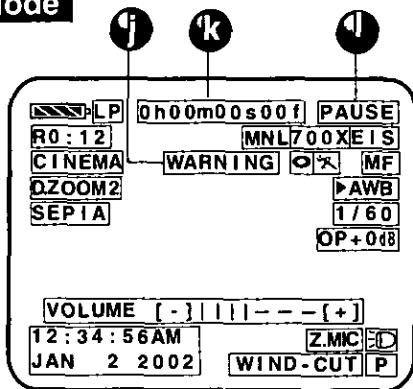 ode
j k l
LP 0h00m00s00f PAUSE
R0:12 MNL 700X EIS
CINEMA WARNING MF
D.ZOOM2 ▶AWB
SEPIA 1/60
OP+0dB
VOLUME [-]||||---[+]
12:34:56AM Z.MIC
JAN 2 2002 WIND-CUT P